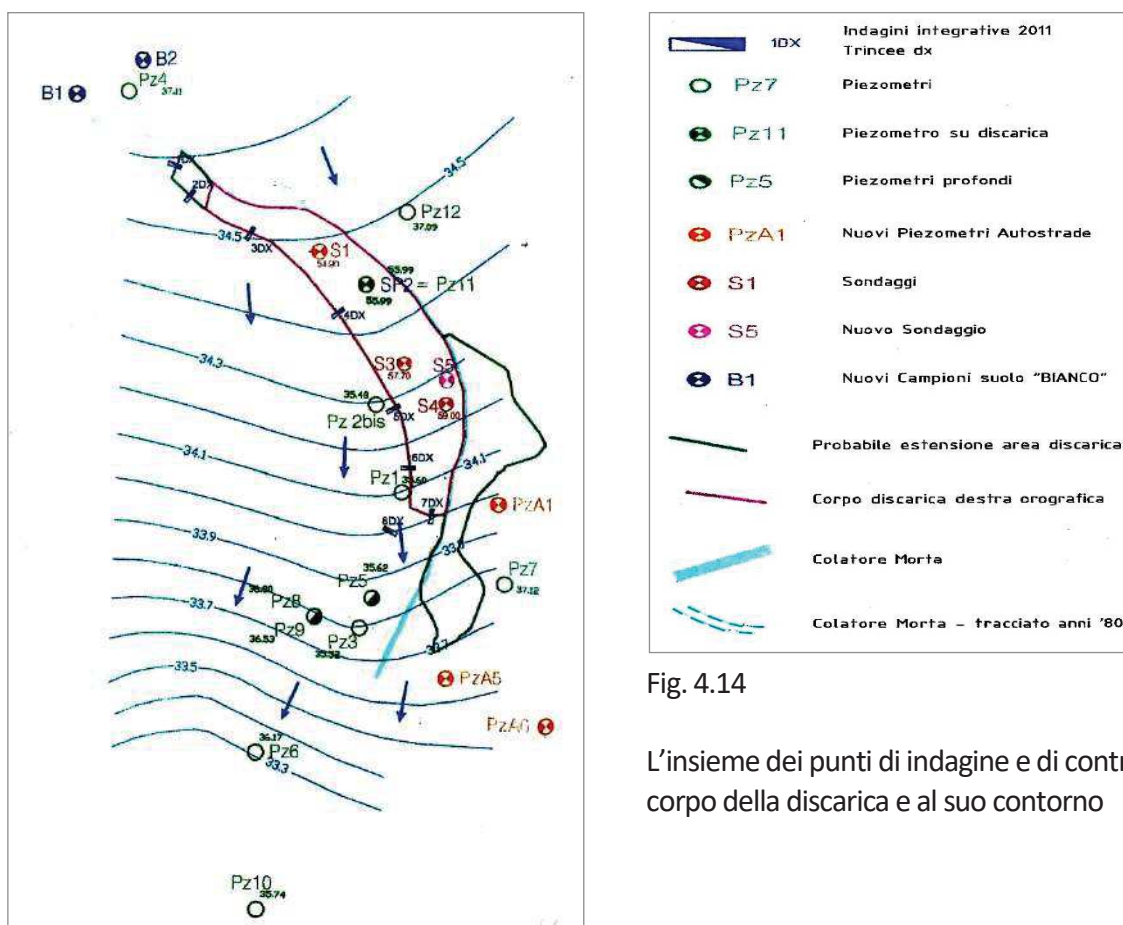 B2
Pz4
37.11
B1
34.5
1DX
2DX
Pz12
37.09
34.5
3DX
S1
54.90
55.99
SP2 = Pz11
55.99
4DX
34.3
S3
57.70
S5
35.48
S4
59.00
5DX
Pz 2bis
34.1
6DX
34.1
Pz1
7DX
PzA1
8DX
33.9
35.62
Pz5
Pz7
37.12
33.7
Pz8
Pz9
36.53
Pz3
33.5
PzA5
36.17
Pz6
33.3
Pz10
35.74
1DX
Indagini integrative 2011
Trincee dx
Pz7 Piezometri
Pz11 Piezometro su discarica
Pz5 Piezometri profondi
PzA1 Nuovi Piezometri Autostrade
S1 Sondaggi
S5 Nuovo Sondaggio
B1 Nuovi Campioni suolo "BIANCO"
Probabile estensione area discarica
Corpo discarica destra orografica
Colatore Morta
Colatore Morta - tracciato anni '80
Fig. 4.14
L'insieme dei punti di indagine e di contr
corpo della discarica e al suo contorno